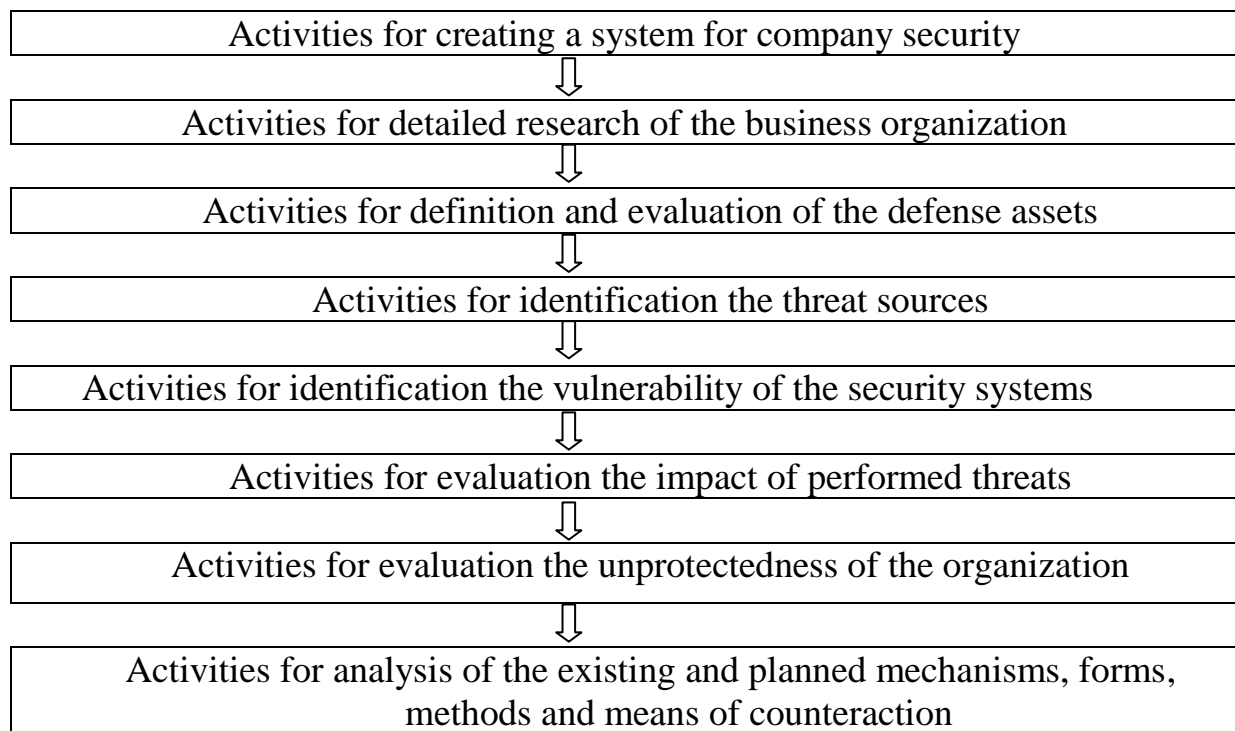 Activities for creating a system for company security
Activities for detailed research of the business organization
Activities for definition and evaluation of the defense assets
Activities for identification the threat sources
Activities for identification the vulnerability of the security systems
Activities for evaluation the impact of performed threats
Activities for evaluation the unprotectedness of the organization
Activities for analysis of the existing and planned mechanisms, forms,
methods and means of counteraction